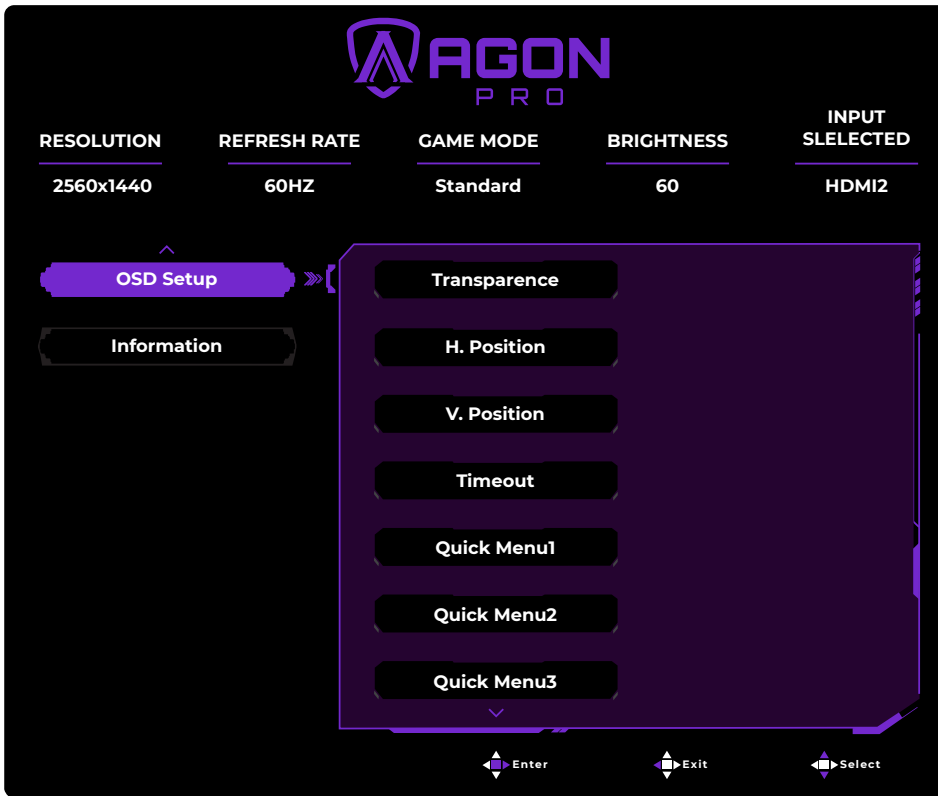 AGON
PRO
RESOLUTION
REFRESH RATE
GAME MODE
BRIGHTNESS
INPUT
SLELECTED
2560x1440
60HZ
Standard
60
HDMI2
OSD Setup
Information
Transparence
H. Position
V. Position
Timeout
Quick Menu1
Quick Menu2
Quick Menu3
Enter
Exit
Select